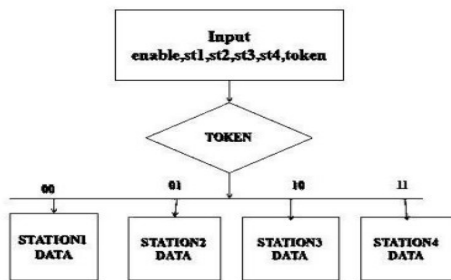 Input
enable,st1,st2,st3,st4,token
TOKEN
00 01 10 11
STATION1
DATA
STATION2
DATA
STATION3
DATA
STATION4
DATA